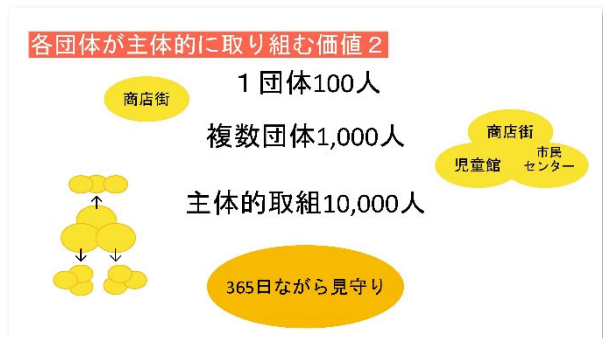 各団体が主体的に取り組む価値２
商店街
１団体100人
複数団体1,000人
商店街
児童館
市民
センター
主体的取組10,000人
365日ながら見守り